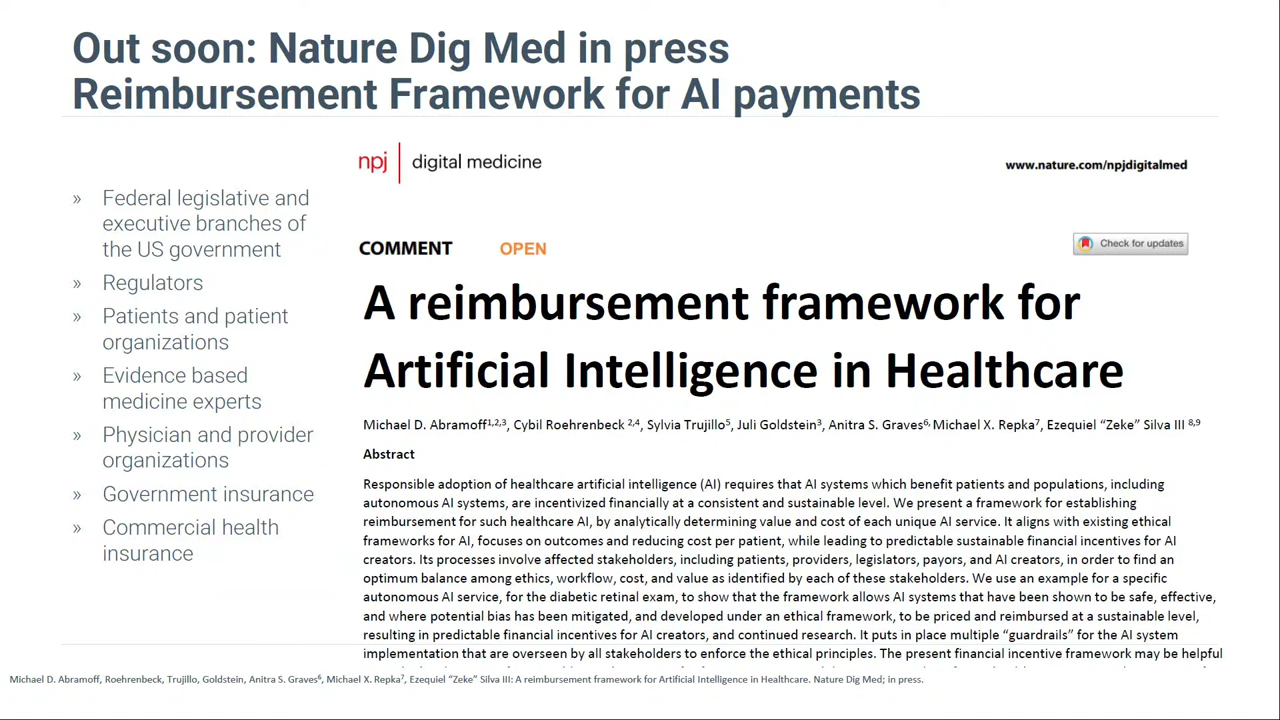 Out soon: Nature Dig Med in press
Reimbursement Framework for AI payments
» Federal legislative and
executive branches of
the US government
» Regulators
» Patients and patient
organizations
» Evidence based
medicine experts
» Physician and provider
organizations
» Government insurance
» Commercial health
insurance
npj | digital medicine
www.nature.com/npjdigitalmed
COMMENT OPEN
Check for updates
A reimbursement framework for
Artificial Intelligence in Healthcare
Michael D. Abramoff1,2,3, Cybil Roehrenbeck 2,4, Sylvia Trujillo5, Juli Goldstein3, Anitra S. Graves6, Michael X. Repka7, Ezequiel “Zeke” Silva III 8,9
Abstract
Responsible adoption of healthcare artificial intelligence (AI) requires that AI systems which benefit patients and populations, including
autonomous AI systems, are incentivized financially at a consistent and sustainable level. We present a framework for establishing
reimbursement for such healthcare AI, by analytically determining value and cost of each unique AI service. It aligns with existing ethical
frameworks for AI, focuses on outcomes and reducing cost per patient, while leading to predictable sustainable financial incentives for AI
creators. Its processes involve affected stakeholders, including patients, providers, legislators, payors, and AI creators, in order to find an
optimum balance among ethics, workflow, cost, and value as identified by each of these stakeholders. We use an example for a specific
autonomous AI service, for the diabetic retinal exam, to show that the framework allows AI systems that have been shown to be safe, effective,
and where potential bias has been mitigated, and developed under an ethical framework, to be priced and reimbursed at a sustainable level,
resulting in predictable financial incentives for AI creators, and continued research. It puts in place multiple “guardrails” for the AI system
implementation that are overseen by all stakeholders to enforce the ethical principles. The present financial incentive framework may be helpful
Michael D. Abramoff, Roehrenbeck, Trujillo, Goldstein, Anitra S. Graves6, Michael X. Repka7, Ezequiel “Zeke” Silva III: A reimbursement framework for Artificial Intelligence in Healthcare. Nature Dig Med; in press.